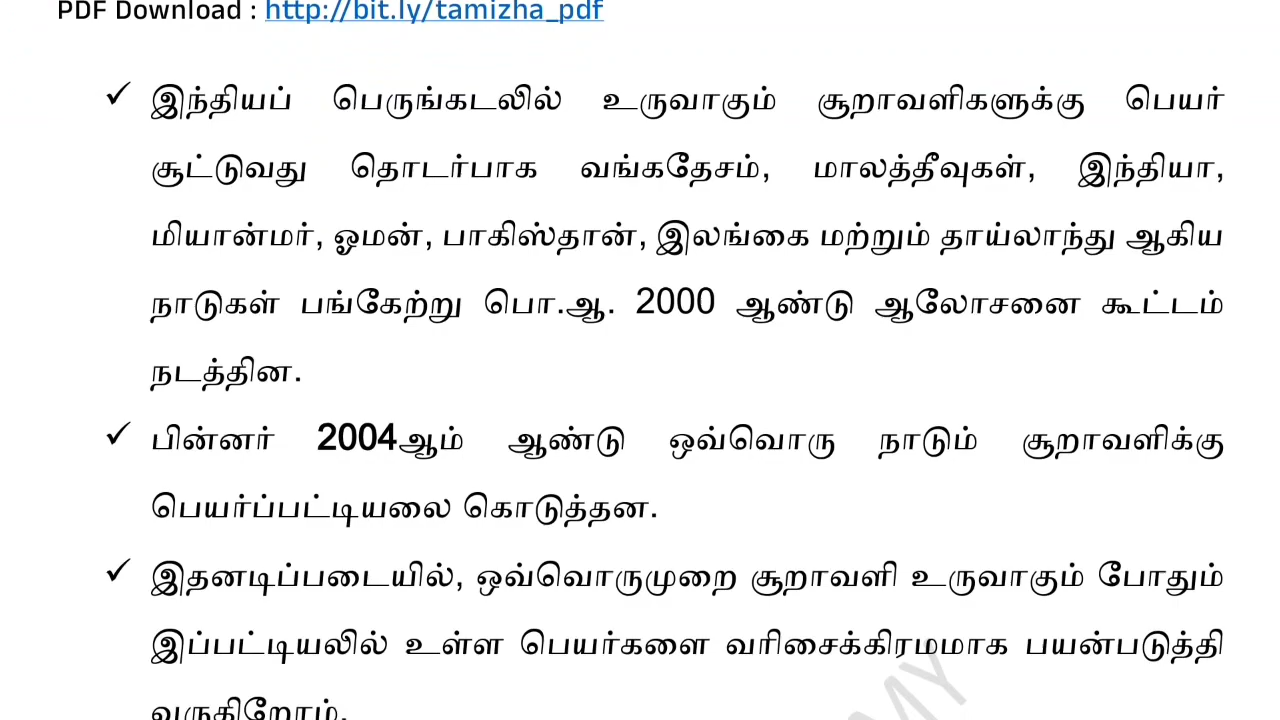 PDF Download : http://bit.ly/tamizha_pdf
✓ இந்தியப் பெருங்கடலில் உருவாகும் சூறாவளிகளுக்கு பெயர்
சூட்டுவது தொடர்பாக வங்கதேசம், மாலத்தீவுகள், இந்தியா,
மியான்மர், ஓமன், பாகிஸ்தான், இலங்கை மற்றும் தாய்லாந்து ஆகிய
நாடுகள் பங்கேற்று பொ.ஆ. 2000 ஆண்டு ஆலோசனை கூட்டம்
நடத்தின.
✓ பின்னர் 2004ஆம் ஆண்டு ஒவ்வொரு நாடும் சூறாவளிக்கு
பெயர்ப்பட்டியலை கொடுத்தன.
✓ இதனடிப்படையில், ஒவ்வொருமுறை சூறாவளி உருவாகும் போதும்
இப்பட்டியலில் உள்ள பெயர்களை வரிசைக்கிரமமாக பயன்படுத்தி
வருகிறோம்.
MY